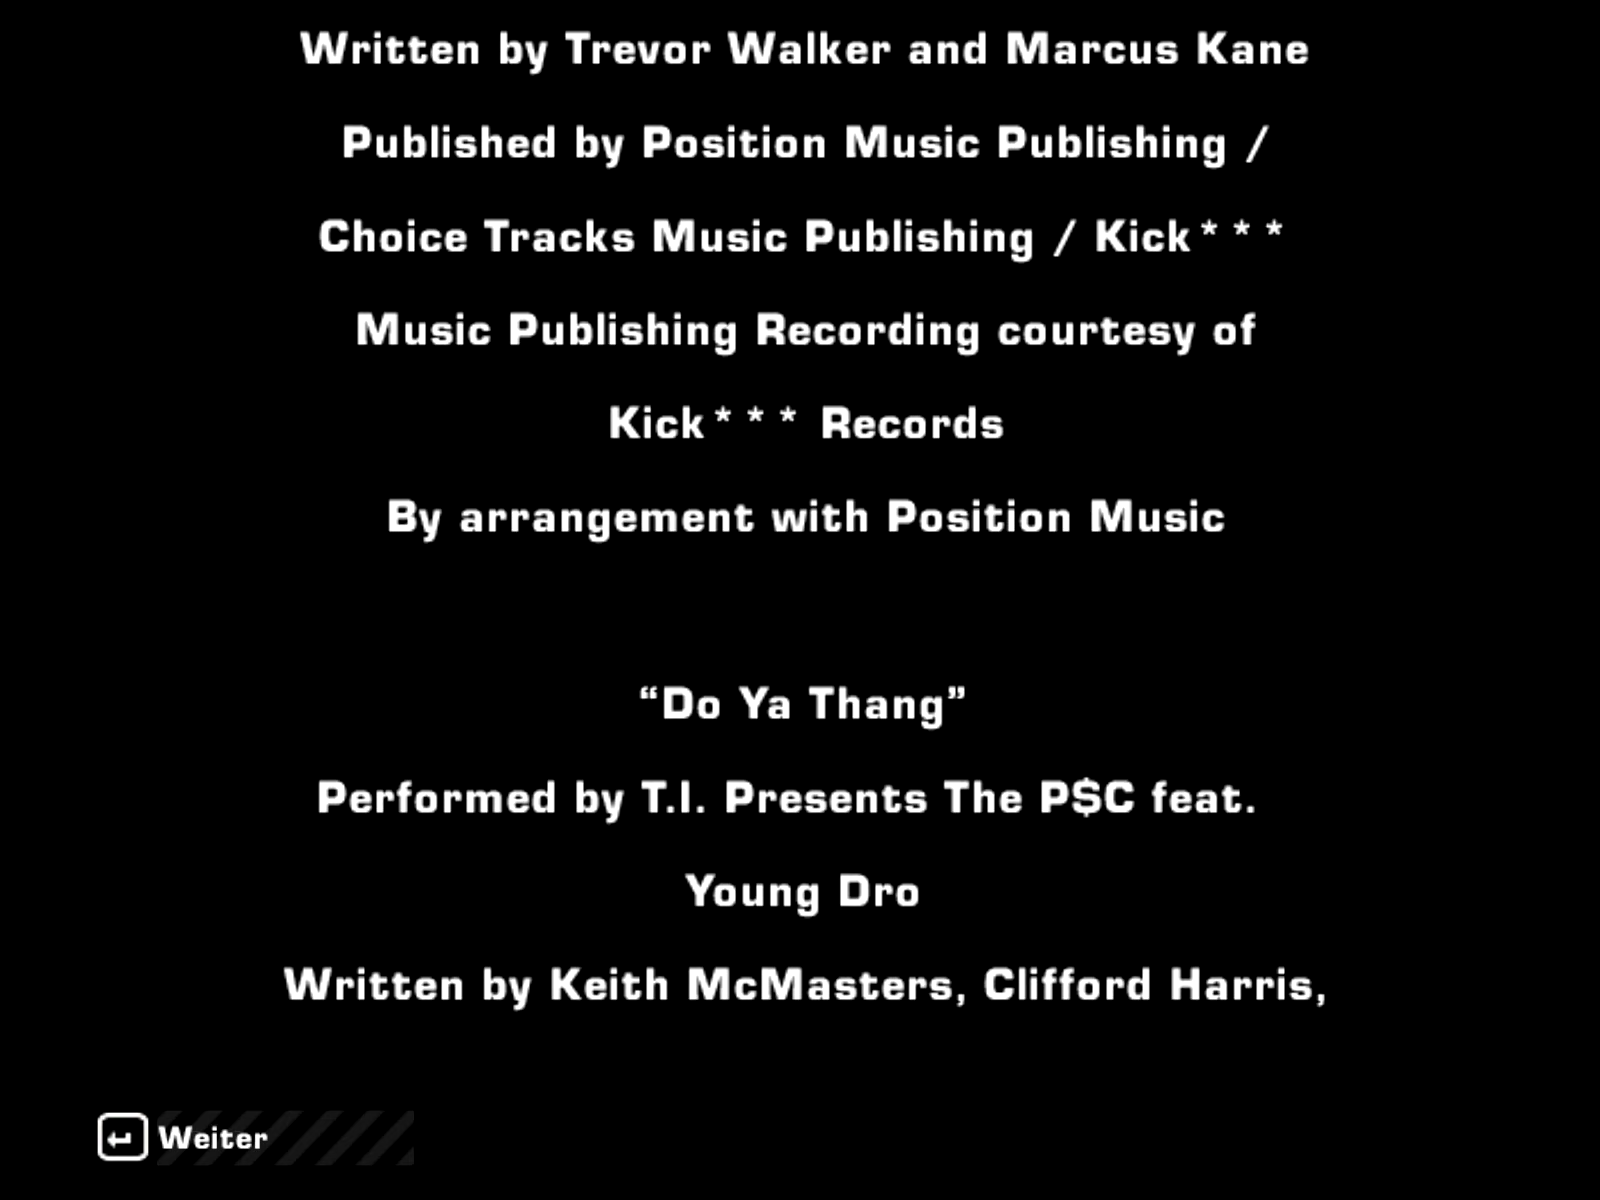 Written by Trevor Walker and Marcus Kane
Published by Position Music Publishing /
Choice Tracks Music Publishing / Kick***
Music Publishing Recording courtesy of
Kick*** Records
By arrangement with Position Music
“Do Ya Thang”
Performed by T.I. Presents The P$C feat.
Young Dro
Written by Keith McMasters, Clifford Harris,
Weiter